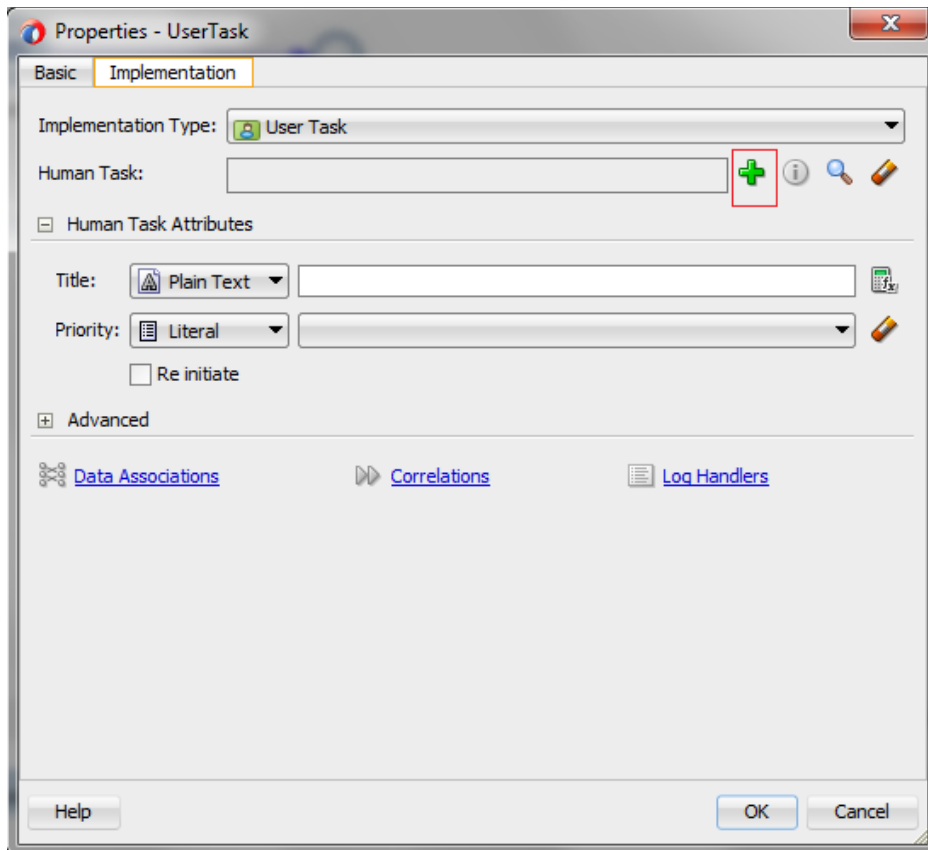 Properties - UserTask
Basic Implementation
Implementation Type: User Task
Human Task:
Human Task Attributes
Title: Plain Text
Priority: Literal
Re initiate
Advanced
Data Associations Correlations Log Handlers
Help OK Cancel